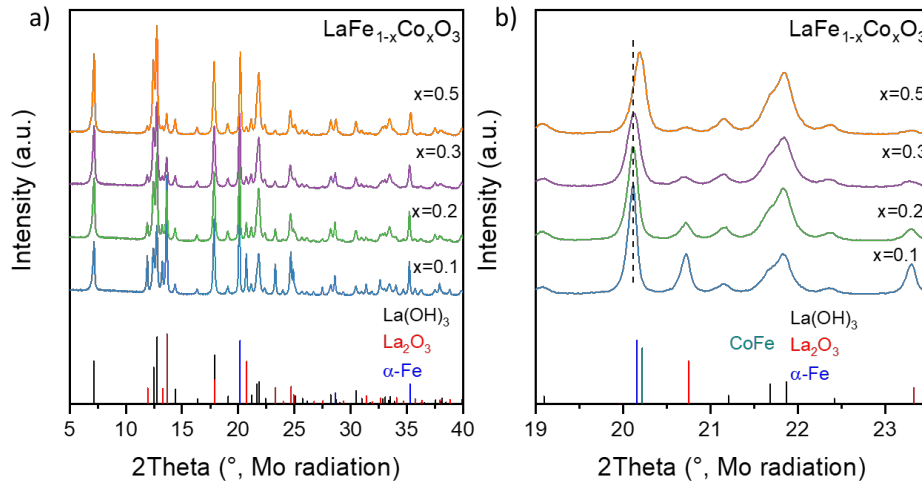 a)
LaFe₁₋ₓCoₓO₃
x=0.5
x=0.3
x=0.2
x=0.1
La(OH)₃
La₂O₃
α-Fe
Intensity (a.u.)
5 10 15 20 25 30 35 40
2Theta (°, Mo radiation)
b)
LaFe₁₋ₓCoₓO₃
x=0.5
x=0.3
x=0.2
x=0.1
La(OH)₃
CoFe
La₂O₃
α-Fe
Intensity (a.u.)
19 20 21 22 23
2Theta (°, Mo radiation)